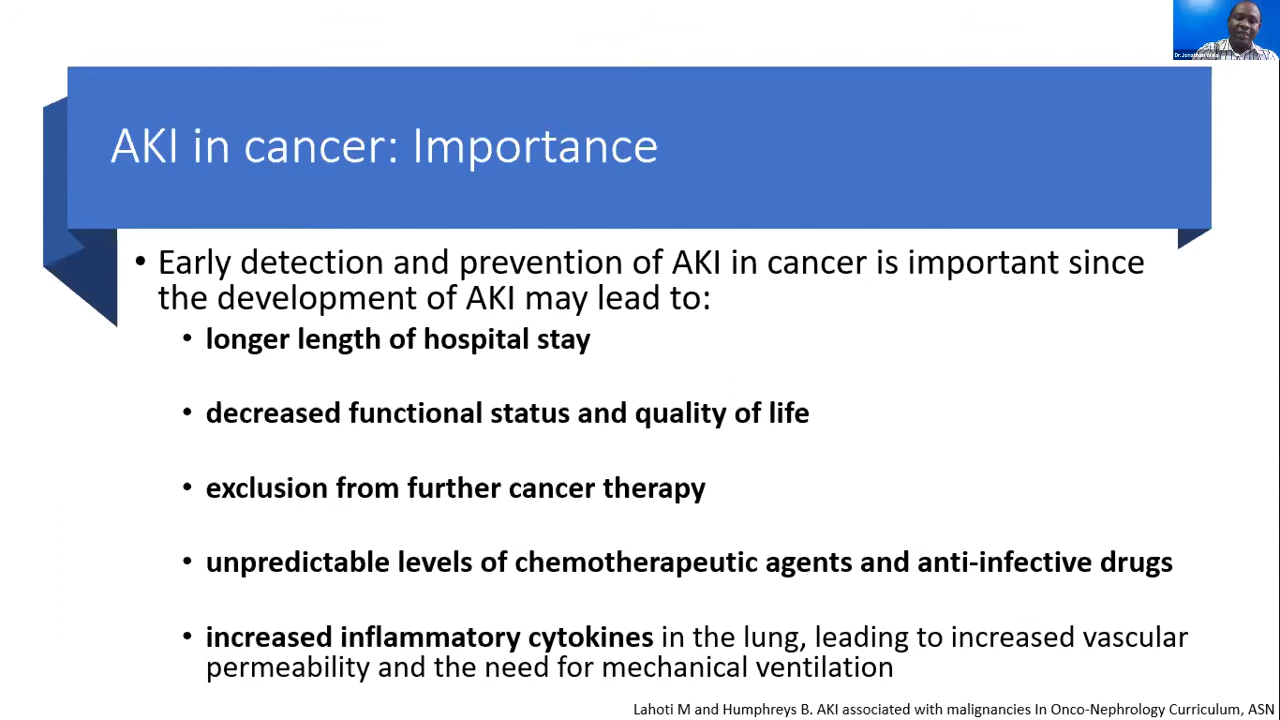 Dr.Jonathan
AKI in cancer: Importance
• Early detection and prevention of AKI in cancer is important since
the development of AKI may lead to:
• longer length of hospital stay
• decreased functional status and quality of life
• exclusion from further cancer therapy
• unpredictable levels of chemotherapeutic agents and anti-infective drugs
• increased inflammatory cytokines in the lung, leading to increased vascular
permeability and the need for mechanical ventilation
Lahoti M and Humphreys B. AKI associated with malignancies In Onco-Nephrology Curriculum, ASN